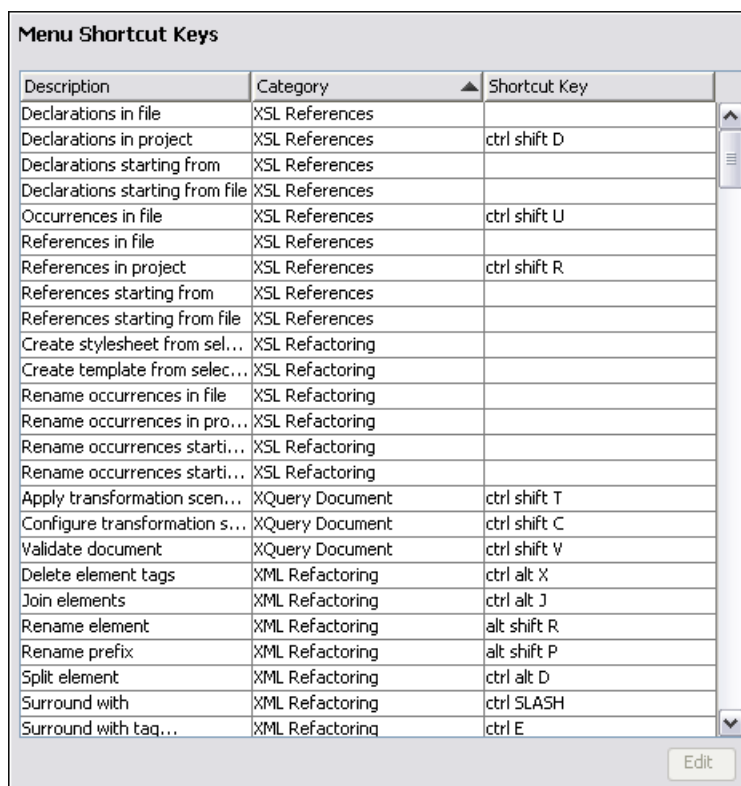 Menu Shortcut Keys
Description Category Shortcut Key
Declarations in file XSL References
Declarations in project XSL References ctrl shift D
Declarations starting from XSL References
Declarations starting from file XSL References
Occurrences in file XSL References ctrl shift U
References in file XSL References
References in project XSL References ctrl shift R
References starting from XSL References
References starting from file XSL References
Create stylesheet from sel... XSL Refactoring
Create template from selec... XSL Refactoring
Rename occurrences in file XSL Refactoring
Rename occurrences in pro... XSL Refactoring
Rename occurrences starti... XSL Refactoring
Rename occurrences starti... XSL Refactoring
Apply transformation scen... XQuery Document ctrl shift T
Configure transformation s... XQuery Document ctrl shift C
Validate document XQuery Document ctrl shift V
Delete element tags XML Refactoring ctrl alt X
Join elements XML Refactoring ctrl alt J
Rename element XML Refactoring alt shift R
Rename prefix XML Refactoring alt shift P
Split element XML Refactoring ctrl alt D
Surround with XML Refactoring ctrl SLASH
Surround with tag... XML Refactoring ctrl E
Edit